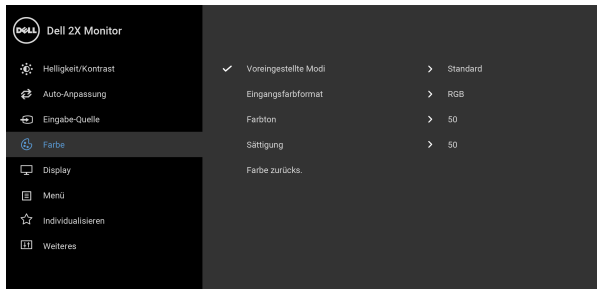 DELL Dell 2X Monitor
Helligkeit/Kontrast
Voreingestellte Modi Standard
Auto-Anpassung
Eingangsfarbformat RGB
Eingabe-Quelle
Farbton 50
Farbe
Sättigung 50
Display
Farbe zurücks.
Menü
Individualisieren
Weiteres